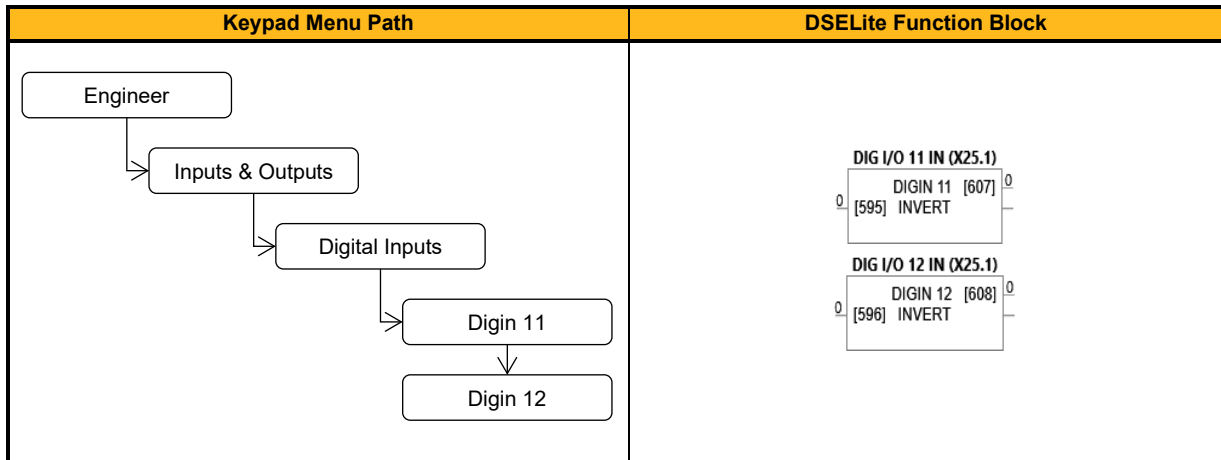 Keypad Menu Path
DSELite Function Block
Engineer
Inputs & Outputs
Digital Inputs
Digin 11
Digin 12
DIG I/O 11 IN (X25.1)
DIGIN 11 [607] 0
0 [595] INVERT
DIG I/O 12 IN (X25.1)
DIGIN 12 [608] 0
0 [596] INVERT